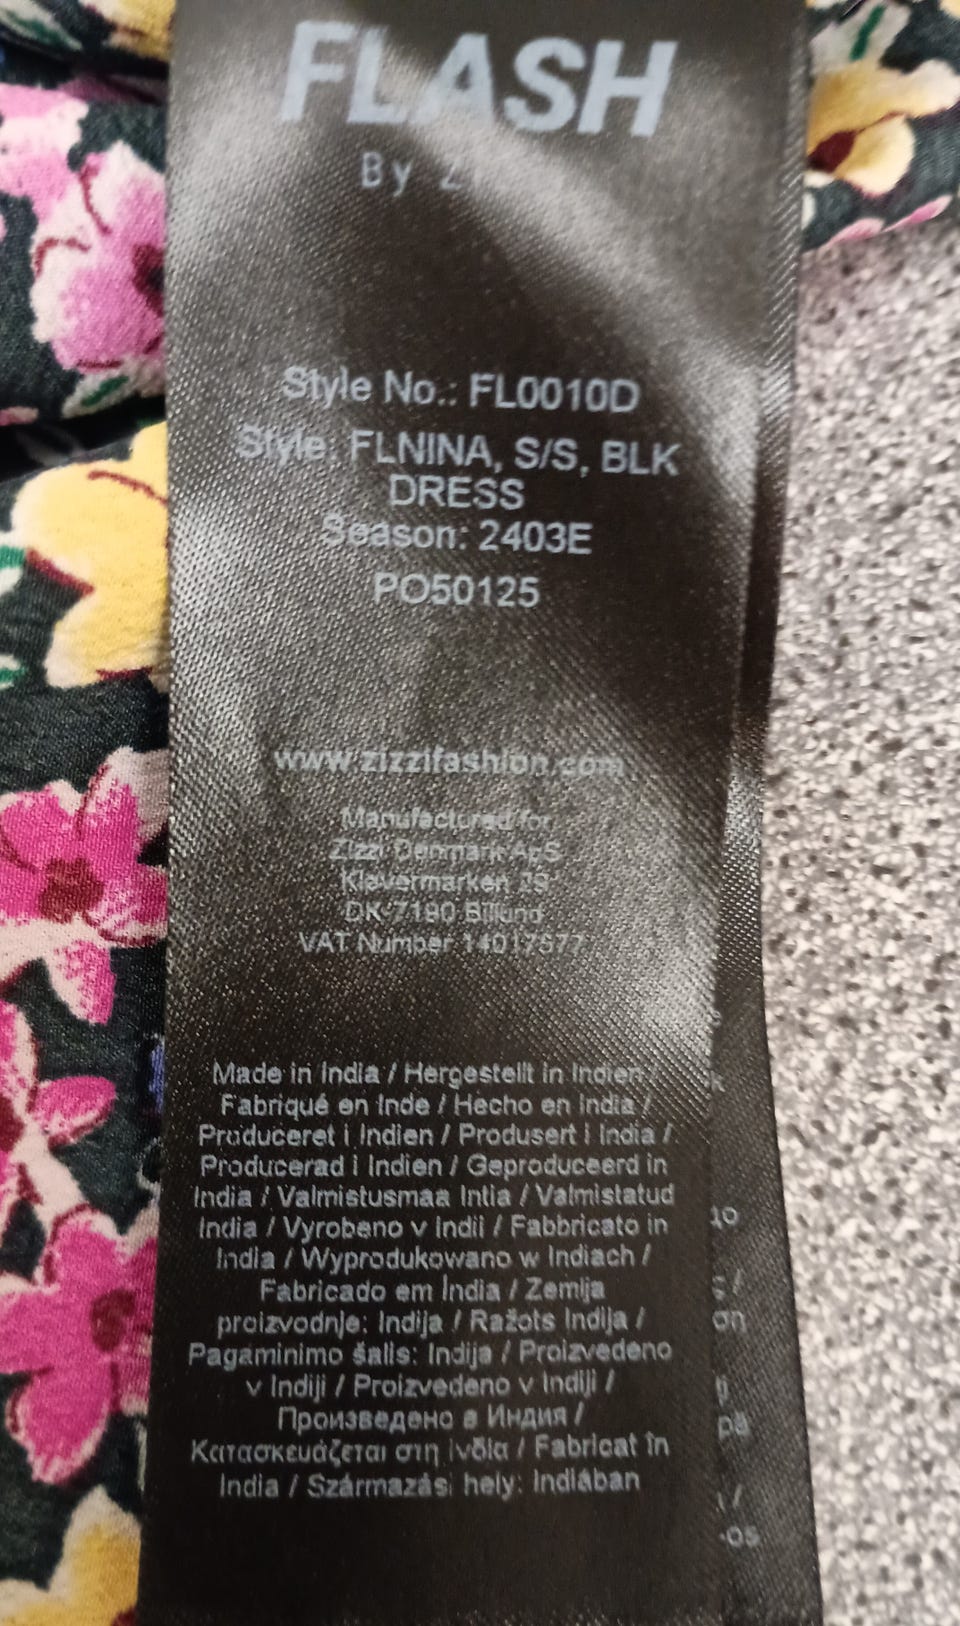 FLASH
By
Style No.: FL0010D
Style: FLNINA, S/S, BLK
DRESS
Season: 2403E
PO50125
www.zizzifashion.com
Manufactured for
Zizzi Denmark ApS
Kløvermarken 29
DK-7190 Billund
VAT Number
Made in India / Hergestellt in Indien /
Fabriqué en Inde / Hecho en India /
Produceret i Indien / Produsert i India /
Producerad i Indien / Geproduceerd in
India / Valmistusmaa Intia / Valmistatud
India / Vyrobeno v Indii / Fabbricato in
India / Wyprodukowano w Indiach /
Fabricado em Índia / Zemlja
proizvodnje: Indija / Ražots Indija /
Pagaminimo šalis: Indija / Proizvedeno
v Indiji / Proizvedeno v Indiji /
Произведено в Индия /
Κατασκευάζεται στη Ινδία / Fabricat în
India / Származási hely: Indiában